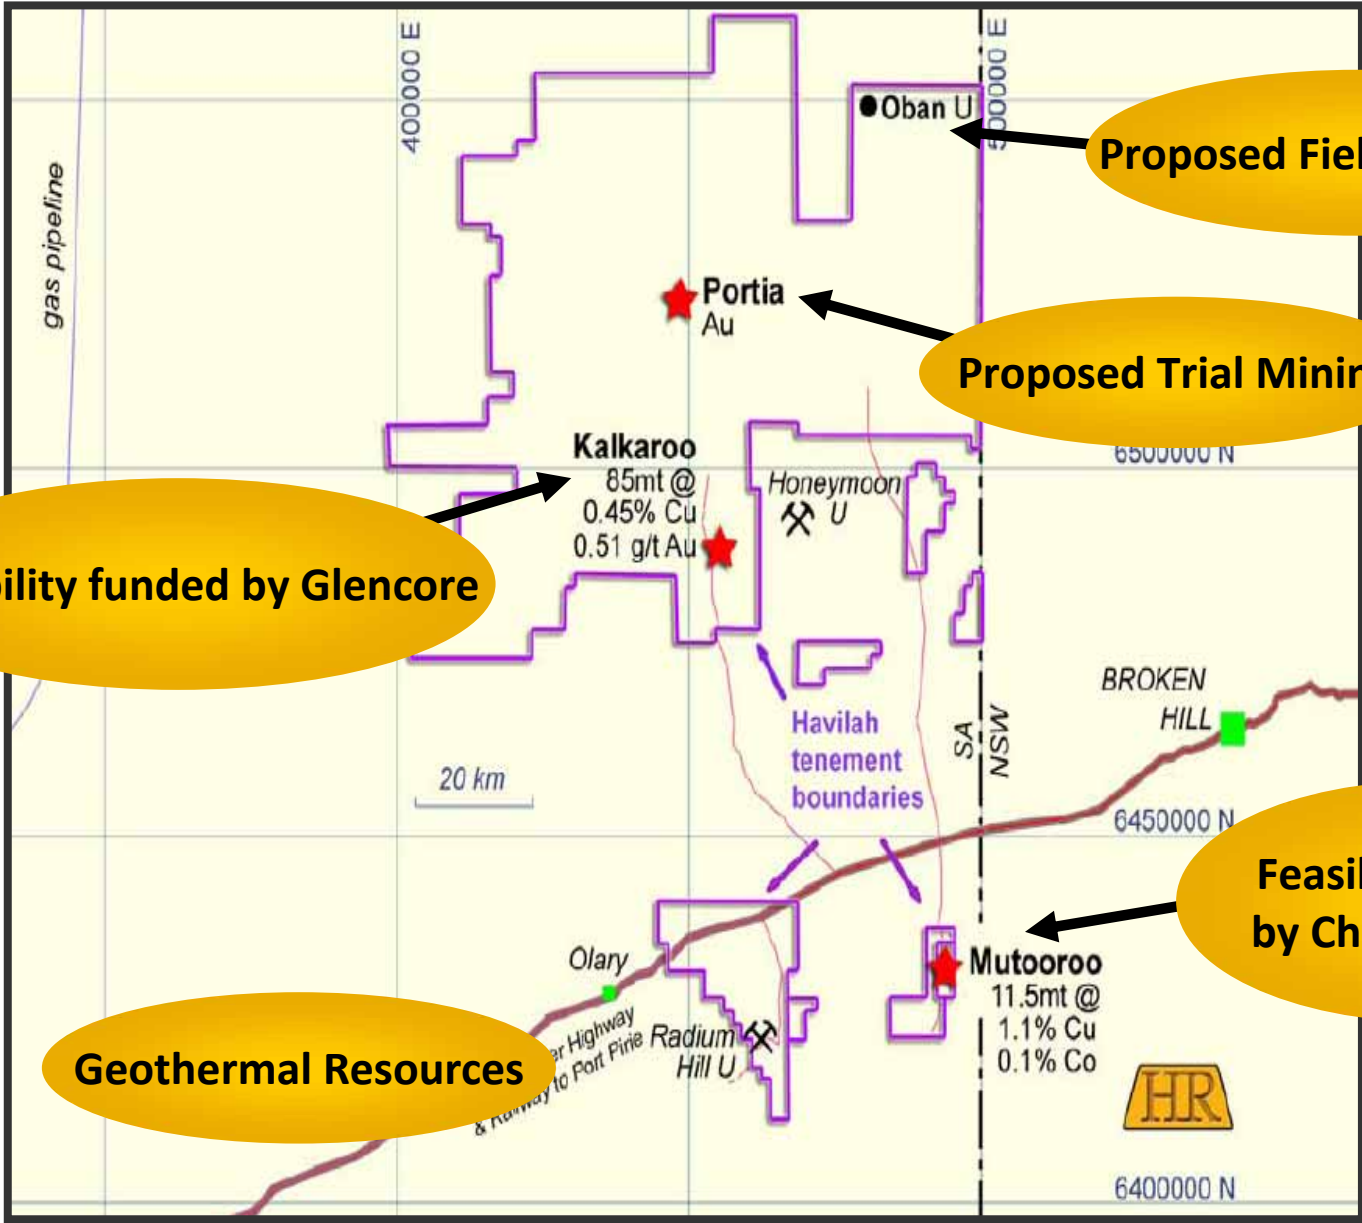 400000 E
500000 E
Oban U
Proposed Fiel
gas pipeline
Portia
Au
Proposed Trial Minin
6500000 N
Kalkaroo
85mt @
0.45% Cu
0.51 g/t Au
Honeymoon
U
bility funded by Glencore
BROKEN
HILL
Havilah
tenement
boundaries
SA
NSW
20 km
6450000 N
Feasil
by Ch
Olary
Mutooroo
11.5mt @
1.1% Cu
0.1% Co
er Highway
& Railway to Port Pirie
Radium
Hill U
Geothermal Resources
HR
6400000 N